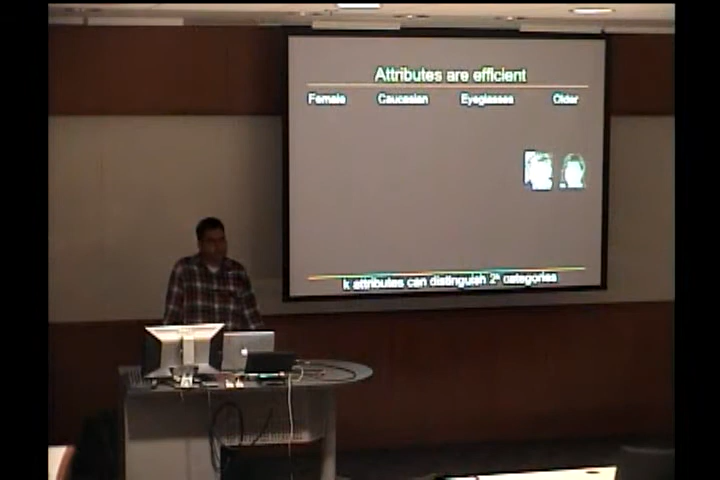 Attributes are efficient
Female Caucasian Eyeglasses Older
k attributes can distinguish 2ᵏ categories